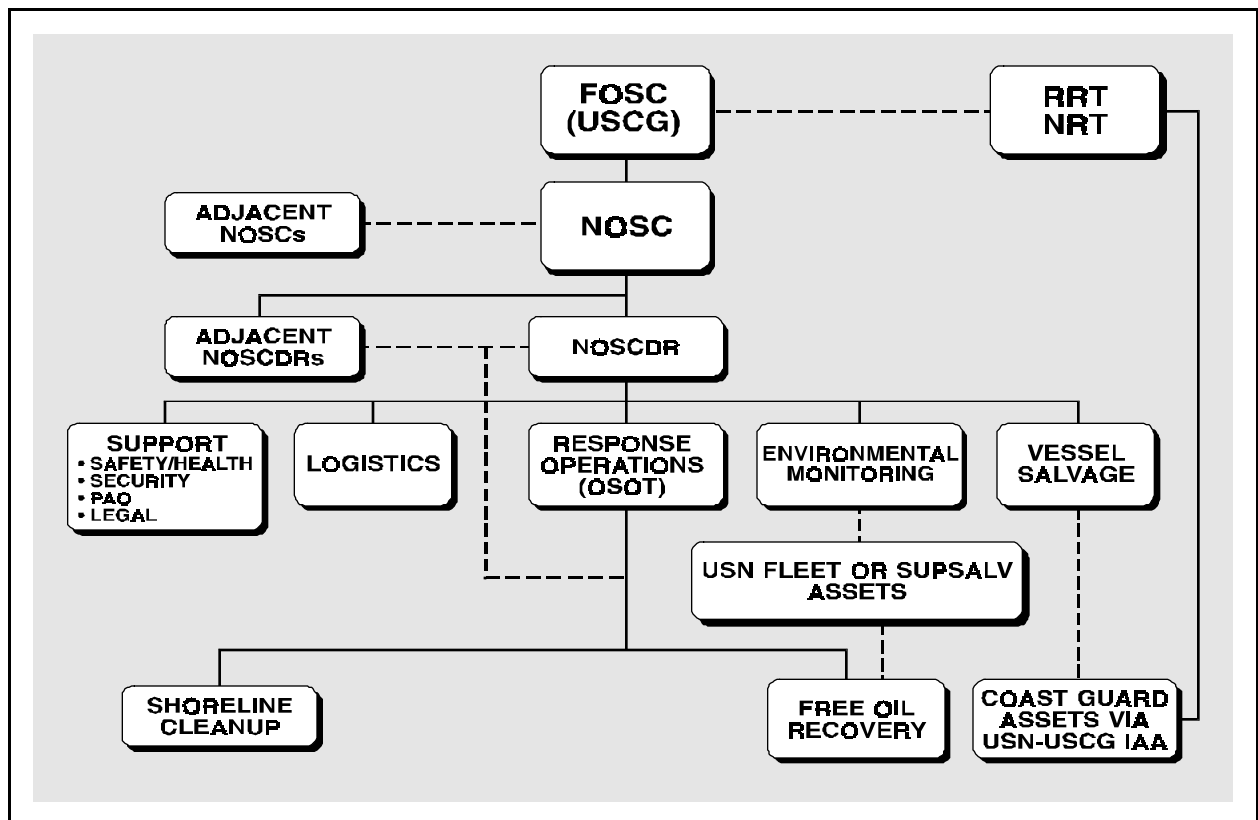 FOSC
(USCG)
RRT
NRT
ADJACENT
NOSCs
NOSC
ADJACENT
NOSCDRs
NOSCDR
SUPPORT
• SAFETY/HEALTH
• SECURITY
• PAO
• LEGAL
LOGISTICS
RESPONSE
OPERATIONS
(OSOT)
ENVIRONMENTAL
MONITORING
VESSEL
SALVAGE
USN FLEET OR SUPSALV
ASSETS
SHORELINE
CLEANUP
FREE OIL
RECOVERY
COAST GUARD
ASSETS VIA
USN-USCG IAA